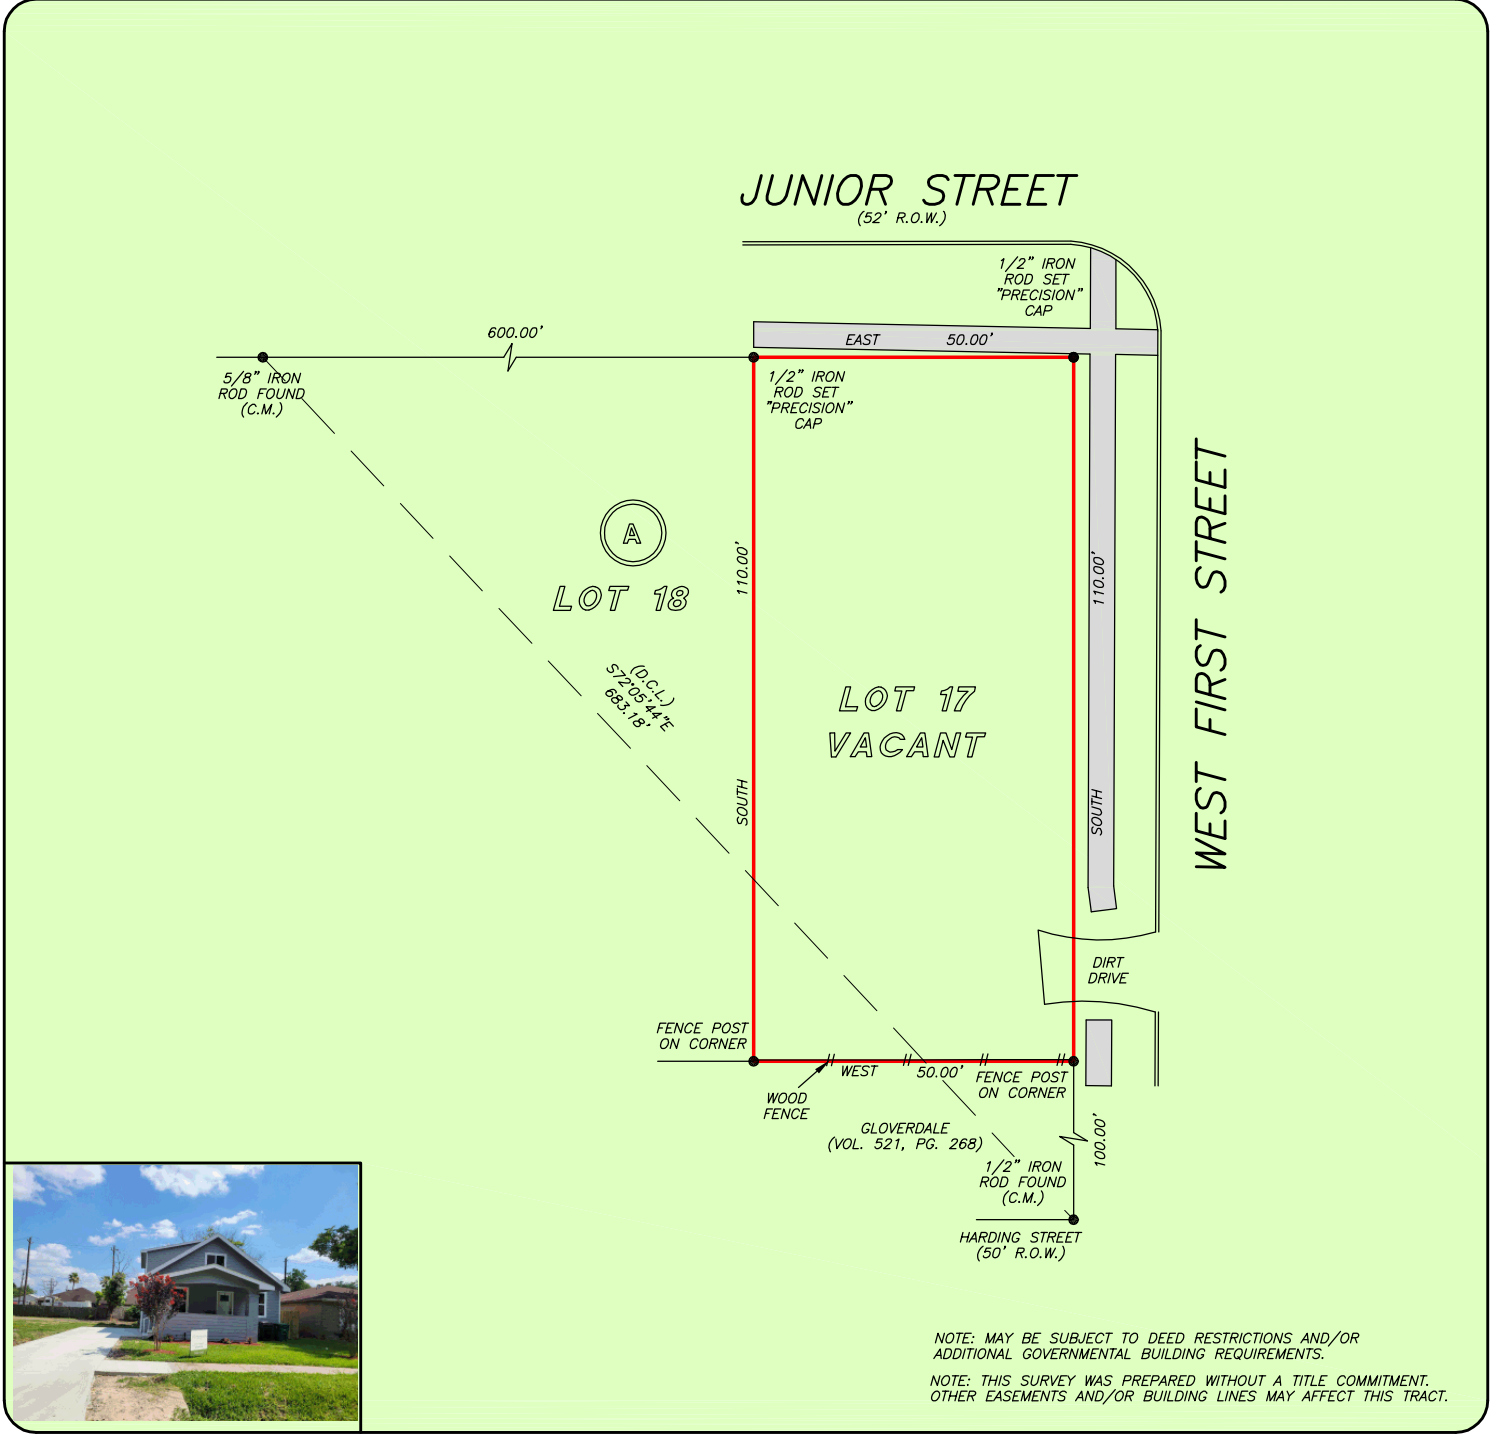 JUNIOR STREET
(52' R.O.W.)
1/2" IRON
ROD SET
"PRECISION"
CAP
600.00'
EAST 50.00'
5/8" IRON
ROD FOUND
(C.M.)
1/2" IRON
ROD SET
"PRECISION"
CAP
A
LOT 18
110.00'
SOUTH
110.00'
SOUTH
WEST FIRST STREET
(D.C.L.)
S72°05'44"E
683.18'
LOT 17
VACANT
DIRT
DRIVE
FENCE POST
ON CORNER
WEST 50.00'
FENCE POST
ON CORNER
WOOD
FENCE
GLOVERDALE
(VOL. 521, PG. 268)
100.00'
1/2" IRON
ROD FOUND
(C.M.)
HARDING STREET
(50' R.O.W.)
NOTE: MAY BE SUBJECT TO DEED RESTRICTIONS AND/OR
ADDITIONAL GOVERNMENTAL BUILDING REQUIREMENTS.
NOTE: THIS SURVEY WAS PREPARED WITHOUT A TITLE COMMITMENT.
OTHER EASEMENTS AND/OR BUILDING LINES MAY AFFECT THIS TRACT.